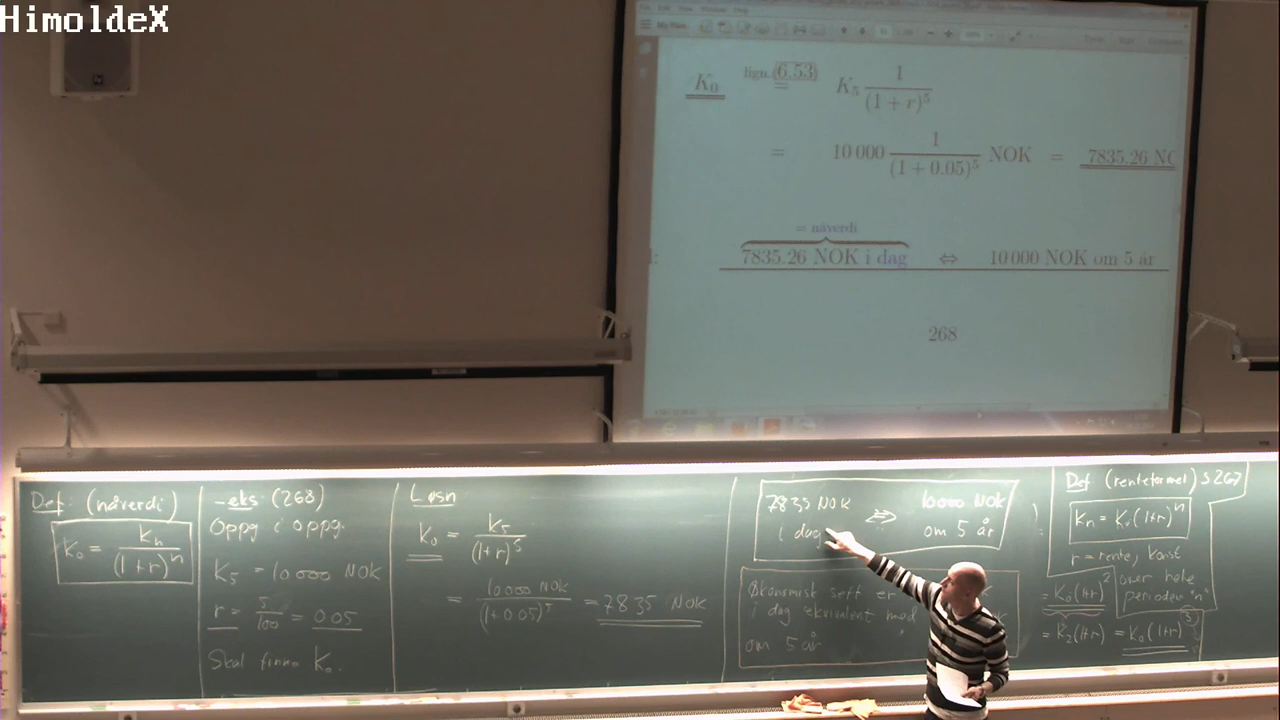 HimoldeX
K₀ lign. (6.53) = K₅ 1/(1 + r)⁵
= 10 000 1/(1 + 0.05)⁵ NOK = 7835.26
= nåverdi
7835.26 NOK i dag ⇔ 10 000 NOK om 5 år
268
Def: (nåverdi)
K₀ = Kₙ/(1+r)ⁿ
-eks: (268)
Oppg i oppg.
K₅ = 10 000 NOK
r = 5/100 = 0.05
Skal finne K₀.
Løsn
K₀ = K₅/(1+r)⁵
= 10 000 NOK/(1+0.05)⁵ = 7835 NOK
7835 NOK ⇔ 10 000 NOK
i dag om 5 år
Økonomisk sett er
i dag ekvivalent med
om 5 år
Def (renteformel) S 267
Kₙ = K₀(1+r)ⁿ
r = rente, konst
over hele
perioden "n"
= K₀(1+r)²
= K₂(1+r) = K₀(1+r)³